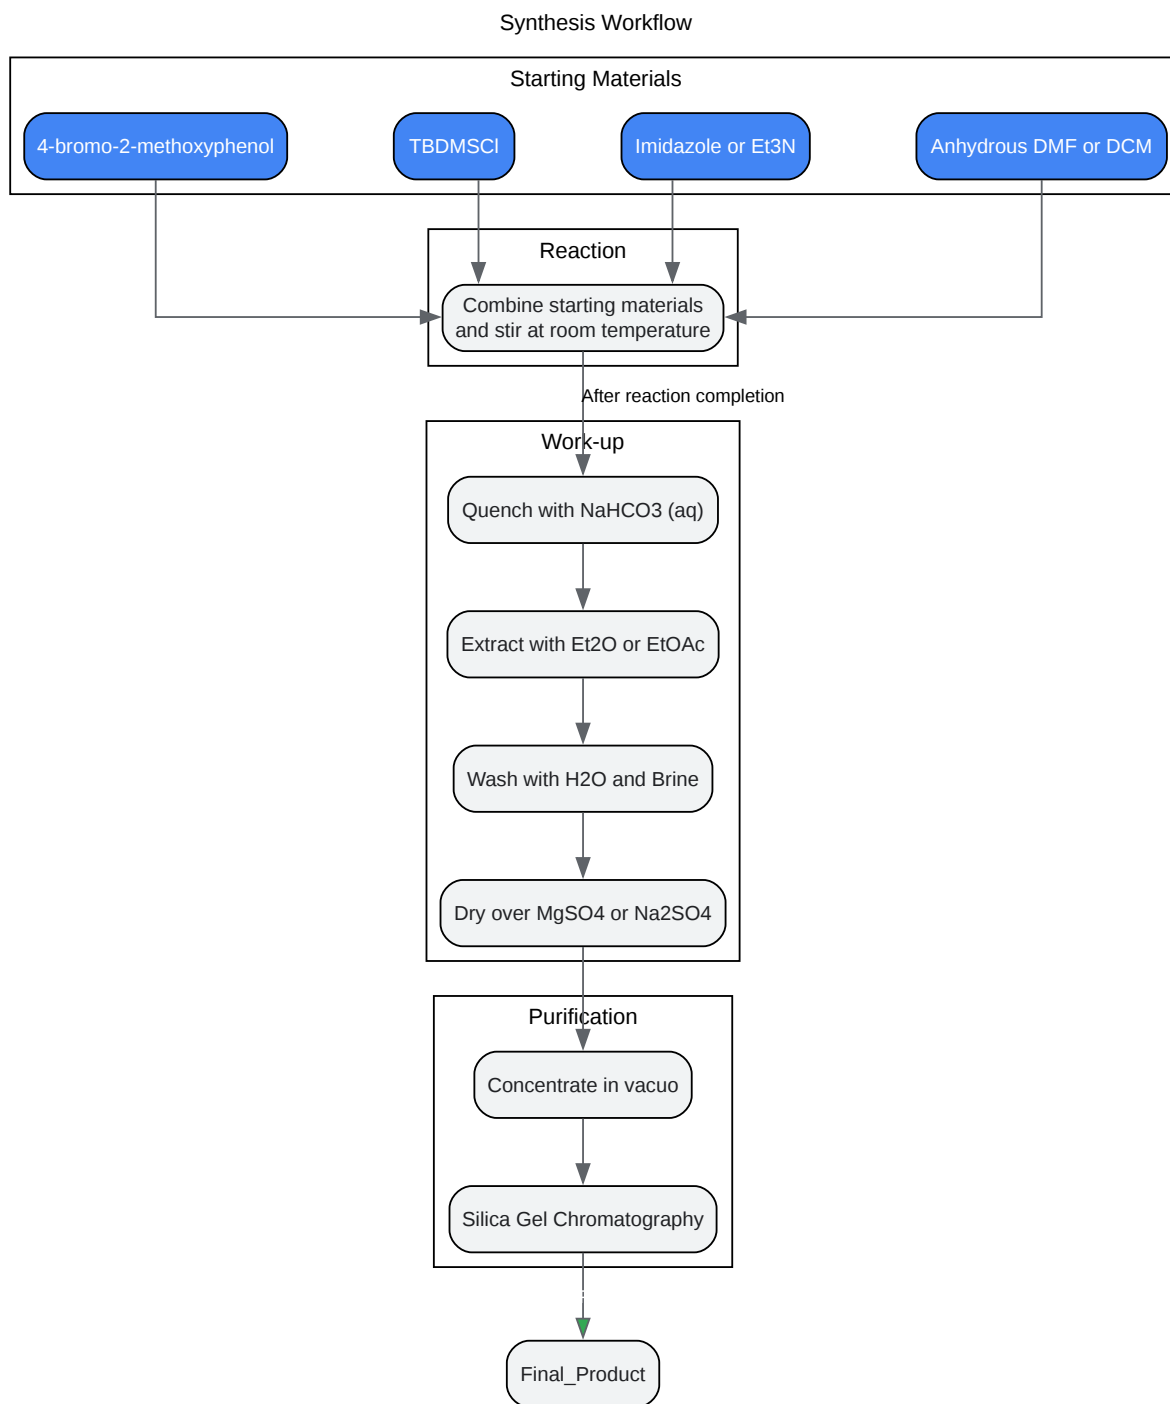 Synthesis Workflow
Starting Materials
4-bromo-2-methoxyphenol
TBDMSCl
Imidazole or Et3N
Anhydrous DMF or DCM
Reaction
Combine starting materials
and stir at room temperature
After reaction completion
Work-up
Quench with NaHCO3 (aq)
Extract with Et2O or EtOAc
Wash with H2O and Brine
Dry over MgSO4 or Na2SO4
Purification
Concentrate in vacuo
Silica Gel Chromatography
Final_Product